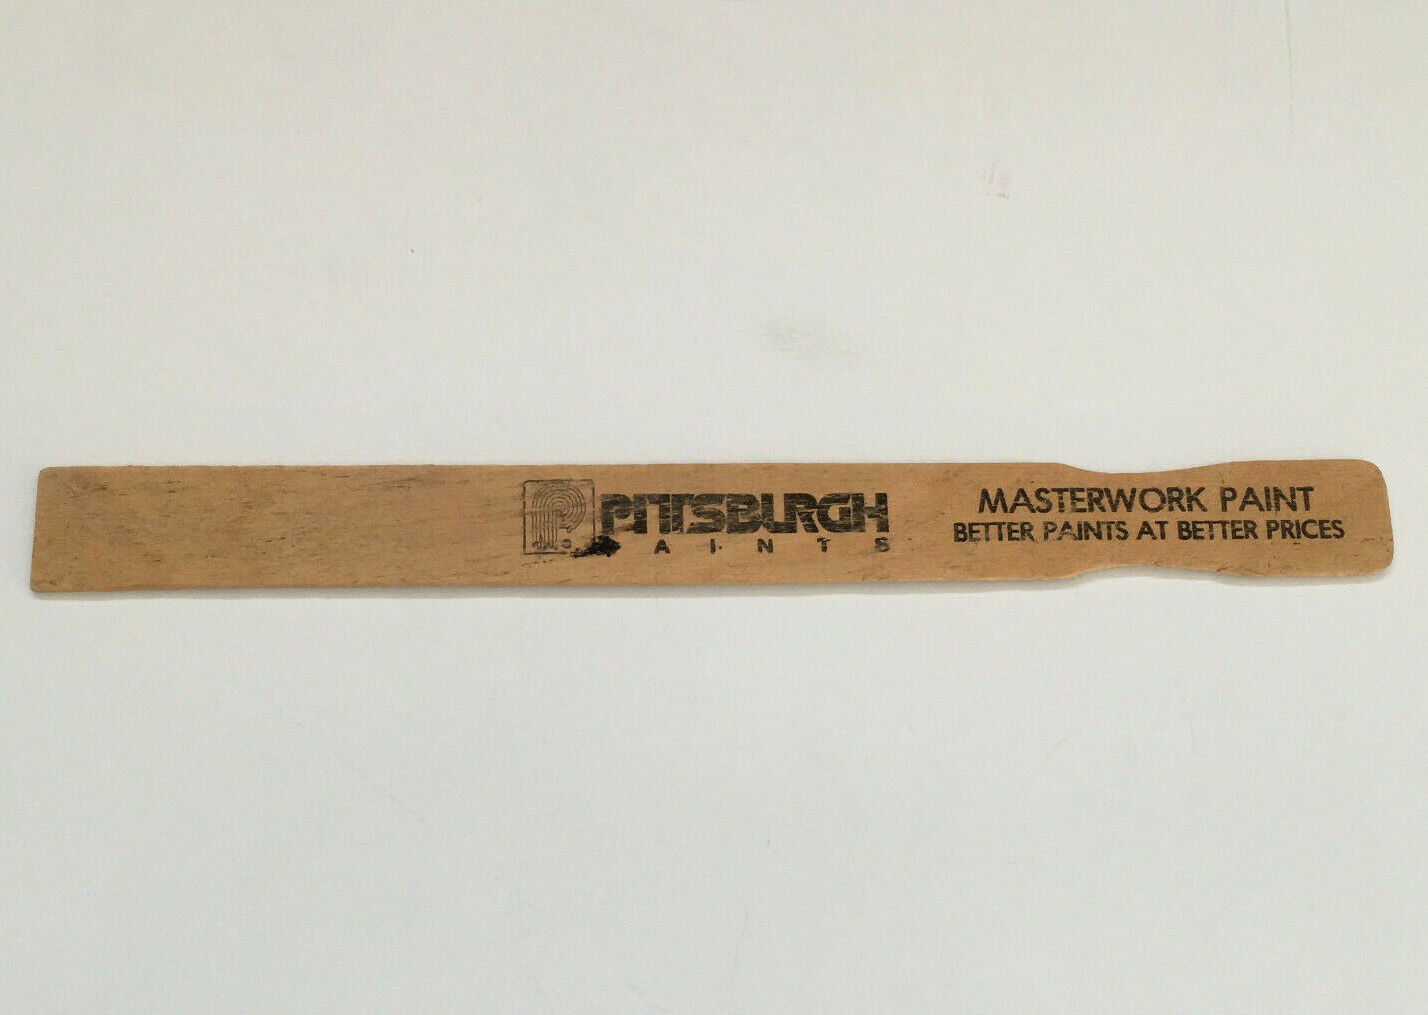 PITTSBURGH
PAINTS
MASTERWORK PAINT
BETTER PAINTS AT BETTER PRICES